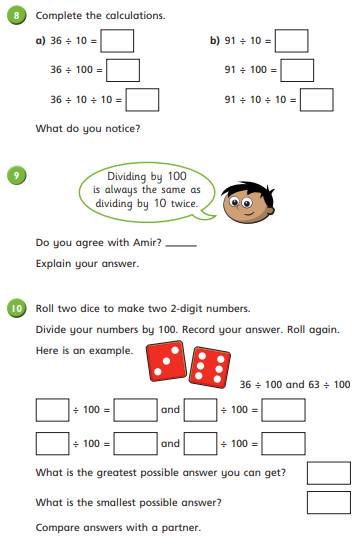 8 Complete the calculations.
a) 36 ÷ 10 = b) 91 ÷ 10 =
36 ÷ 100 = 91 ÷ 100 =
36 ÷ 10 ÷ 10 = 91 ÷ 10 ÷ 10 =
What do you notice?
9
Dividing by 100
is always the same as
dividing by 10 twice.
Do you agree with Amir? ____
Explain your answer.
10 Roll two dice to make two 2-digit numbers.
Divide your numbers by 100. Record your answer. Roll again.
Here is an example.
36 ÷ 100 and 63 ÷ 100
÷ 100 = and ÷ 100 =
÷ 100 = and ÷ 100 =
What is the greatest possible answer you can get?
What is the smallest possible answer?
Compare answers with a partner.